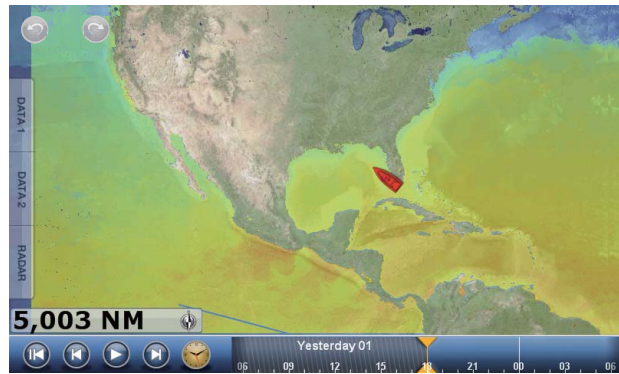 DATA 1
DATA 2
RADAR
5,003 NM
Yesterday 01
06 09 12 15 18 21 00 03 06